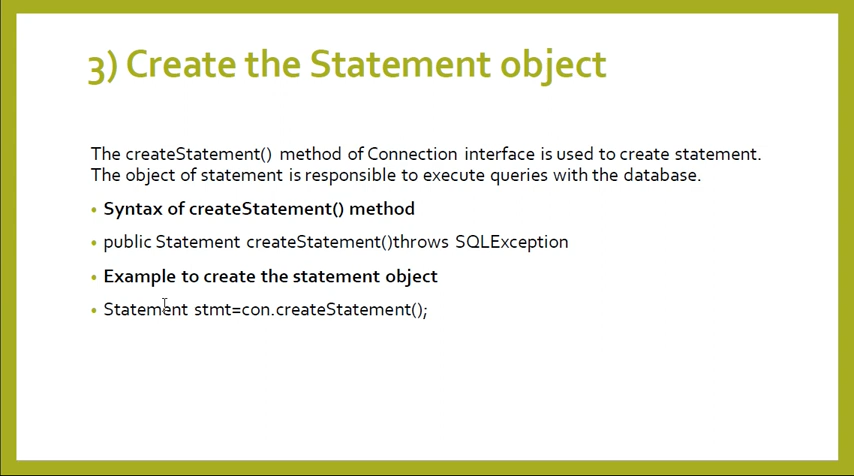 3) Create the Statement object
The createStatement() method of Connection interface is used to create statement.
The object of statement is responsible to execute queries with the database.
• Syntax of createStatement() method
• public Statement createStatement()throws SQLException
• Example to create the statement object
• Statement stmt=con.createStatement();